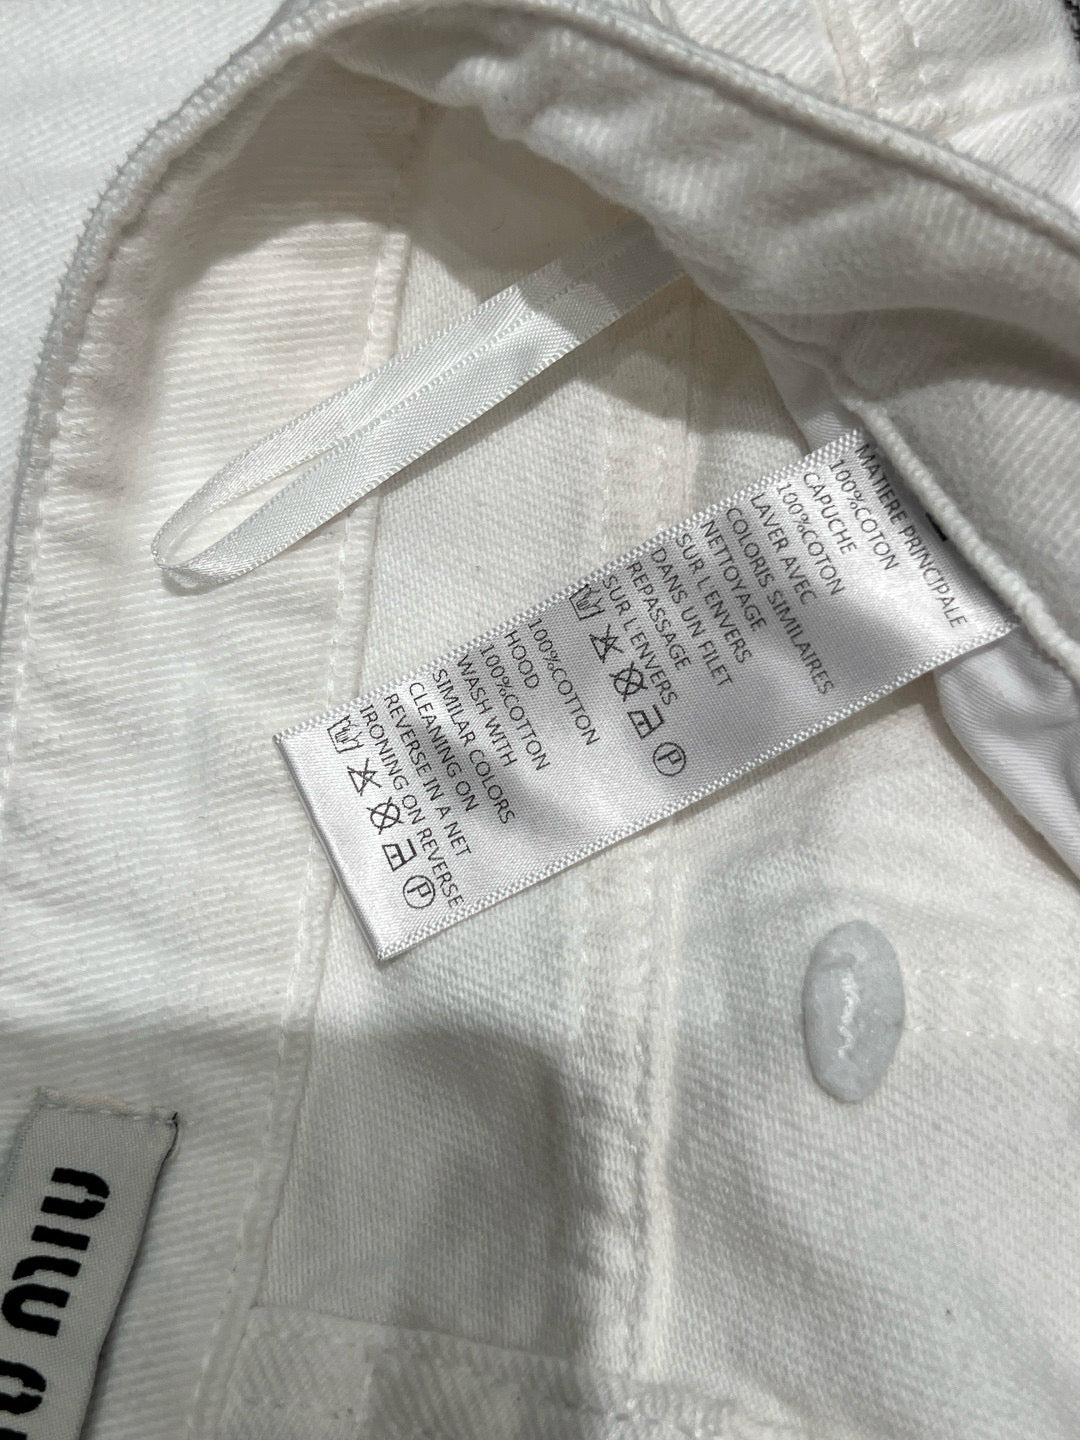 MATIERE PRINCIPALE
100%COTON
CAPUCHE
100%COTON
LAVER AVEC
COLORIS SIMILAIRES
NETTOYAGE
SUR L'ENVERS
DANS UN FILET
REPASSAGE
SUR L'ENVERS
P
100%COTTON
HOOD
100%COTTON
WASH WITH
SIMILAR COLORS
CLEANING ON
REVERSE IN A NET
IRONING ON REVERSE
P
miu